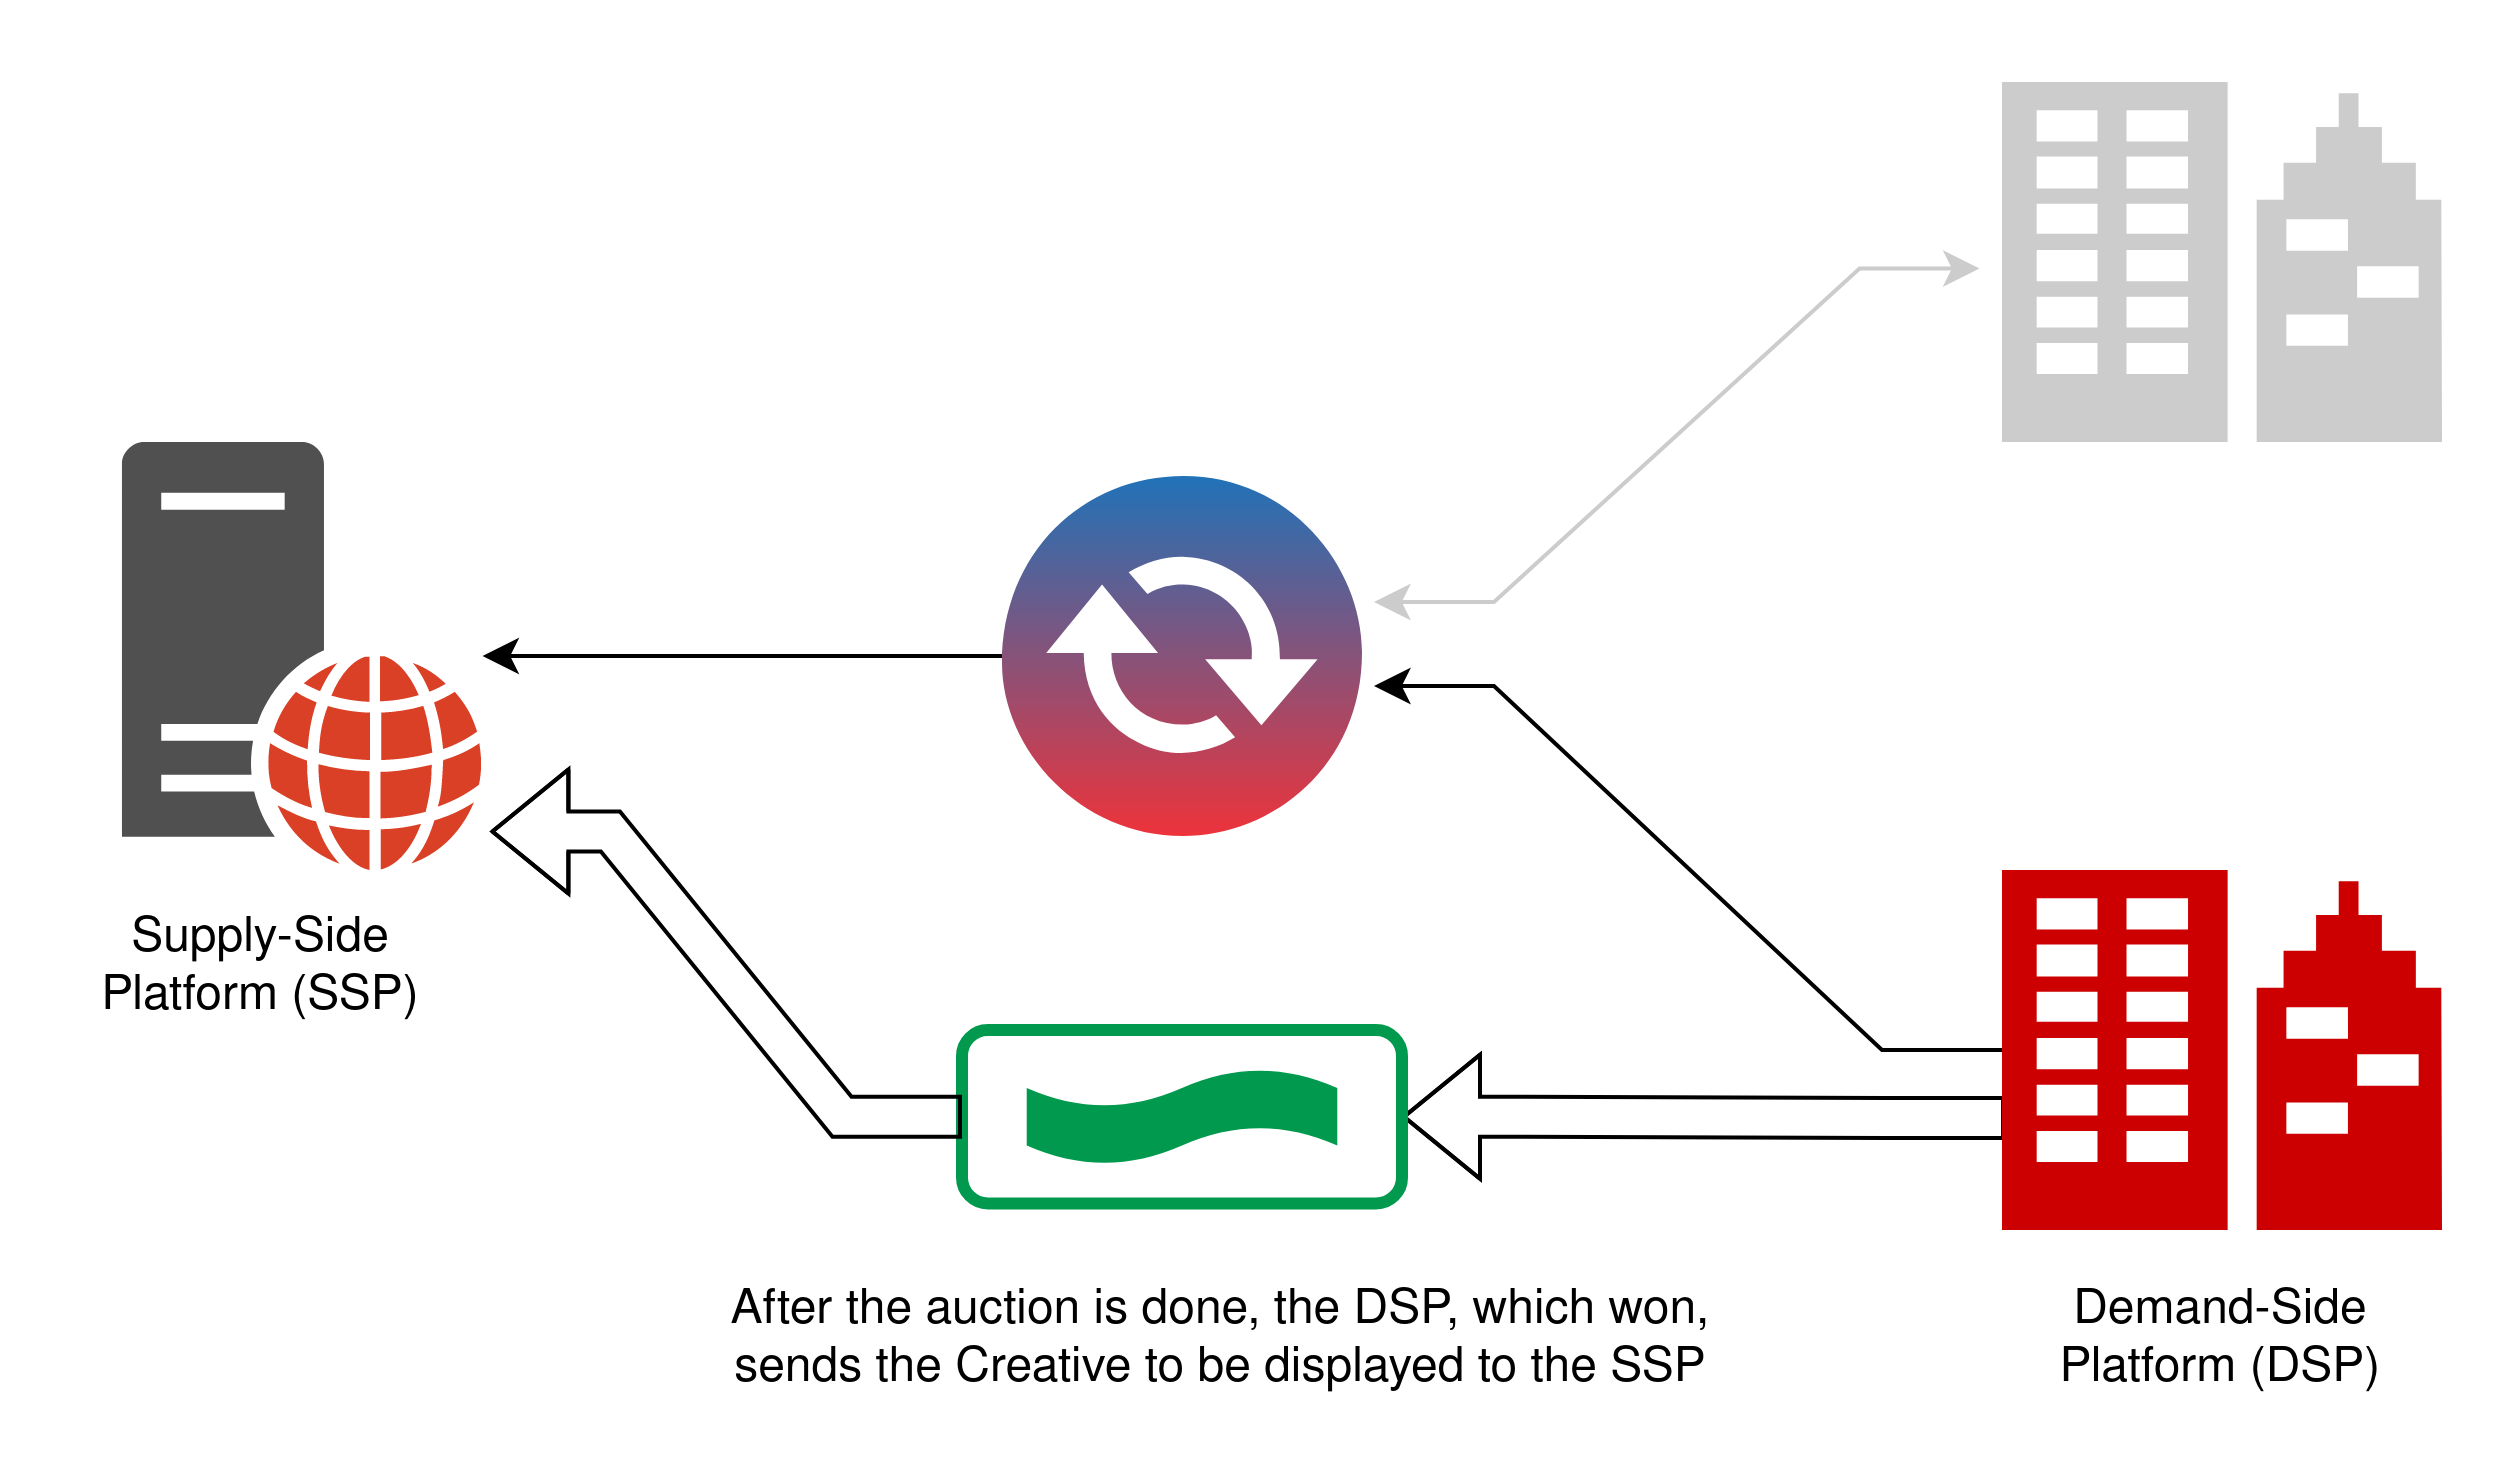 Supply-Side
Platform (SSP)
After the auction is done, the DSP, which won,
sends the Creative to be displayed to the SSP
Demand-Side
Platform (DSP)